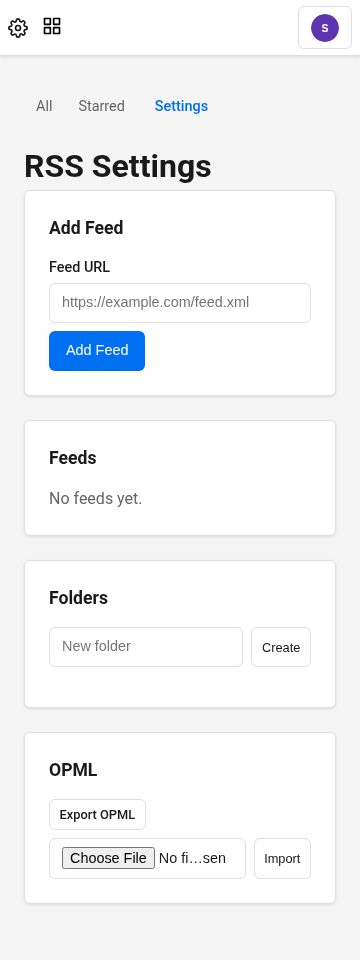 S
All Starred Settings
RSS Settings
Add Feed
Feed URL
https://example.com/feed.xml
Add Feed
Feeds
No feeds yet.
Folders
New folder Create
OPML
Export OPML
Choose File No fi…sen Import